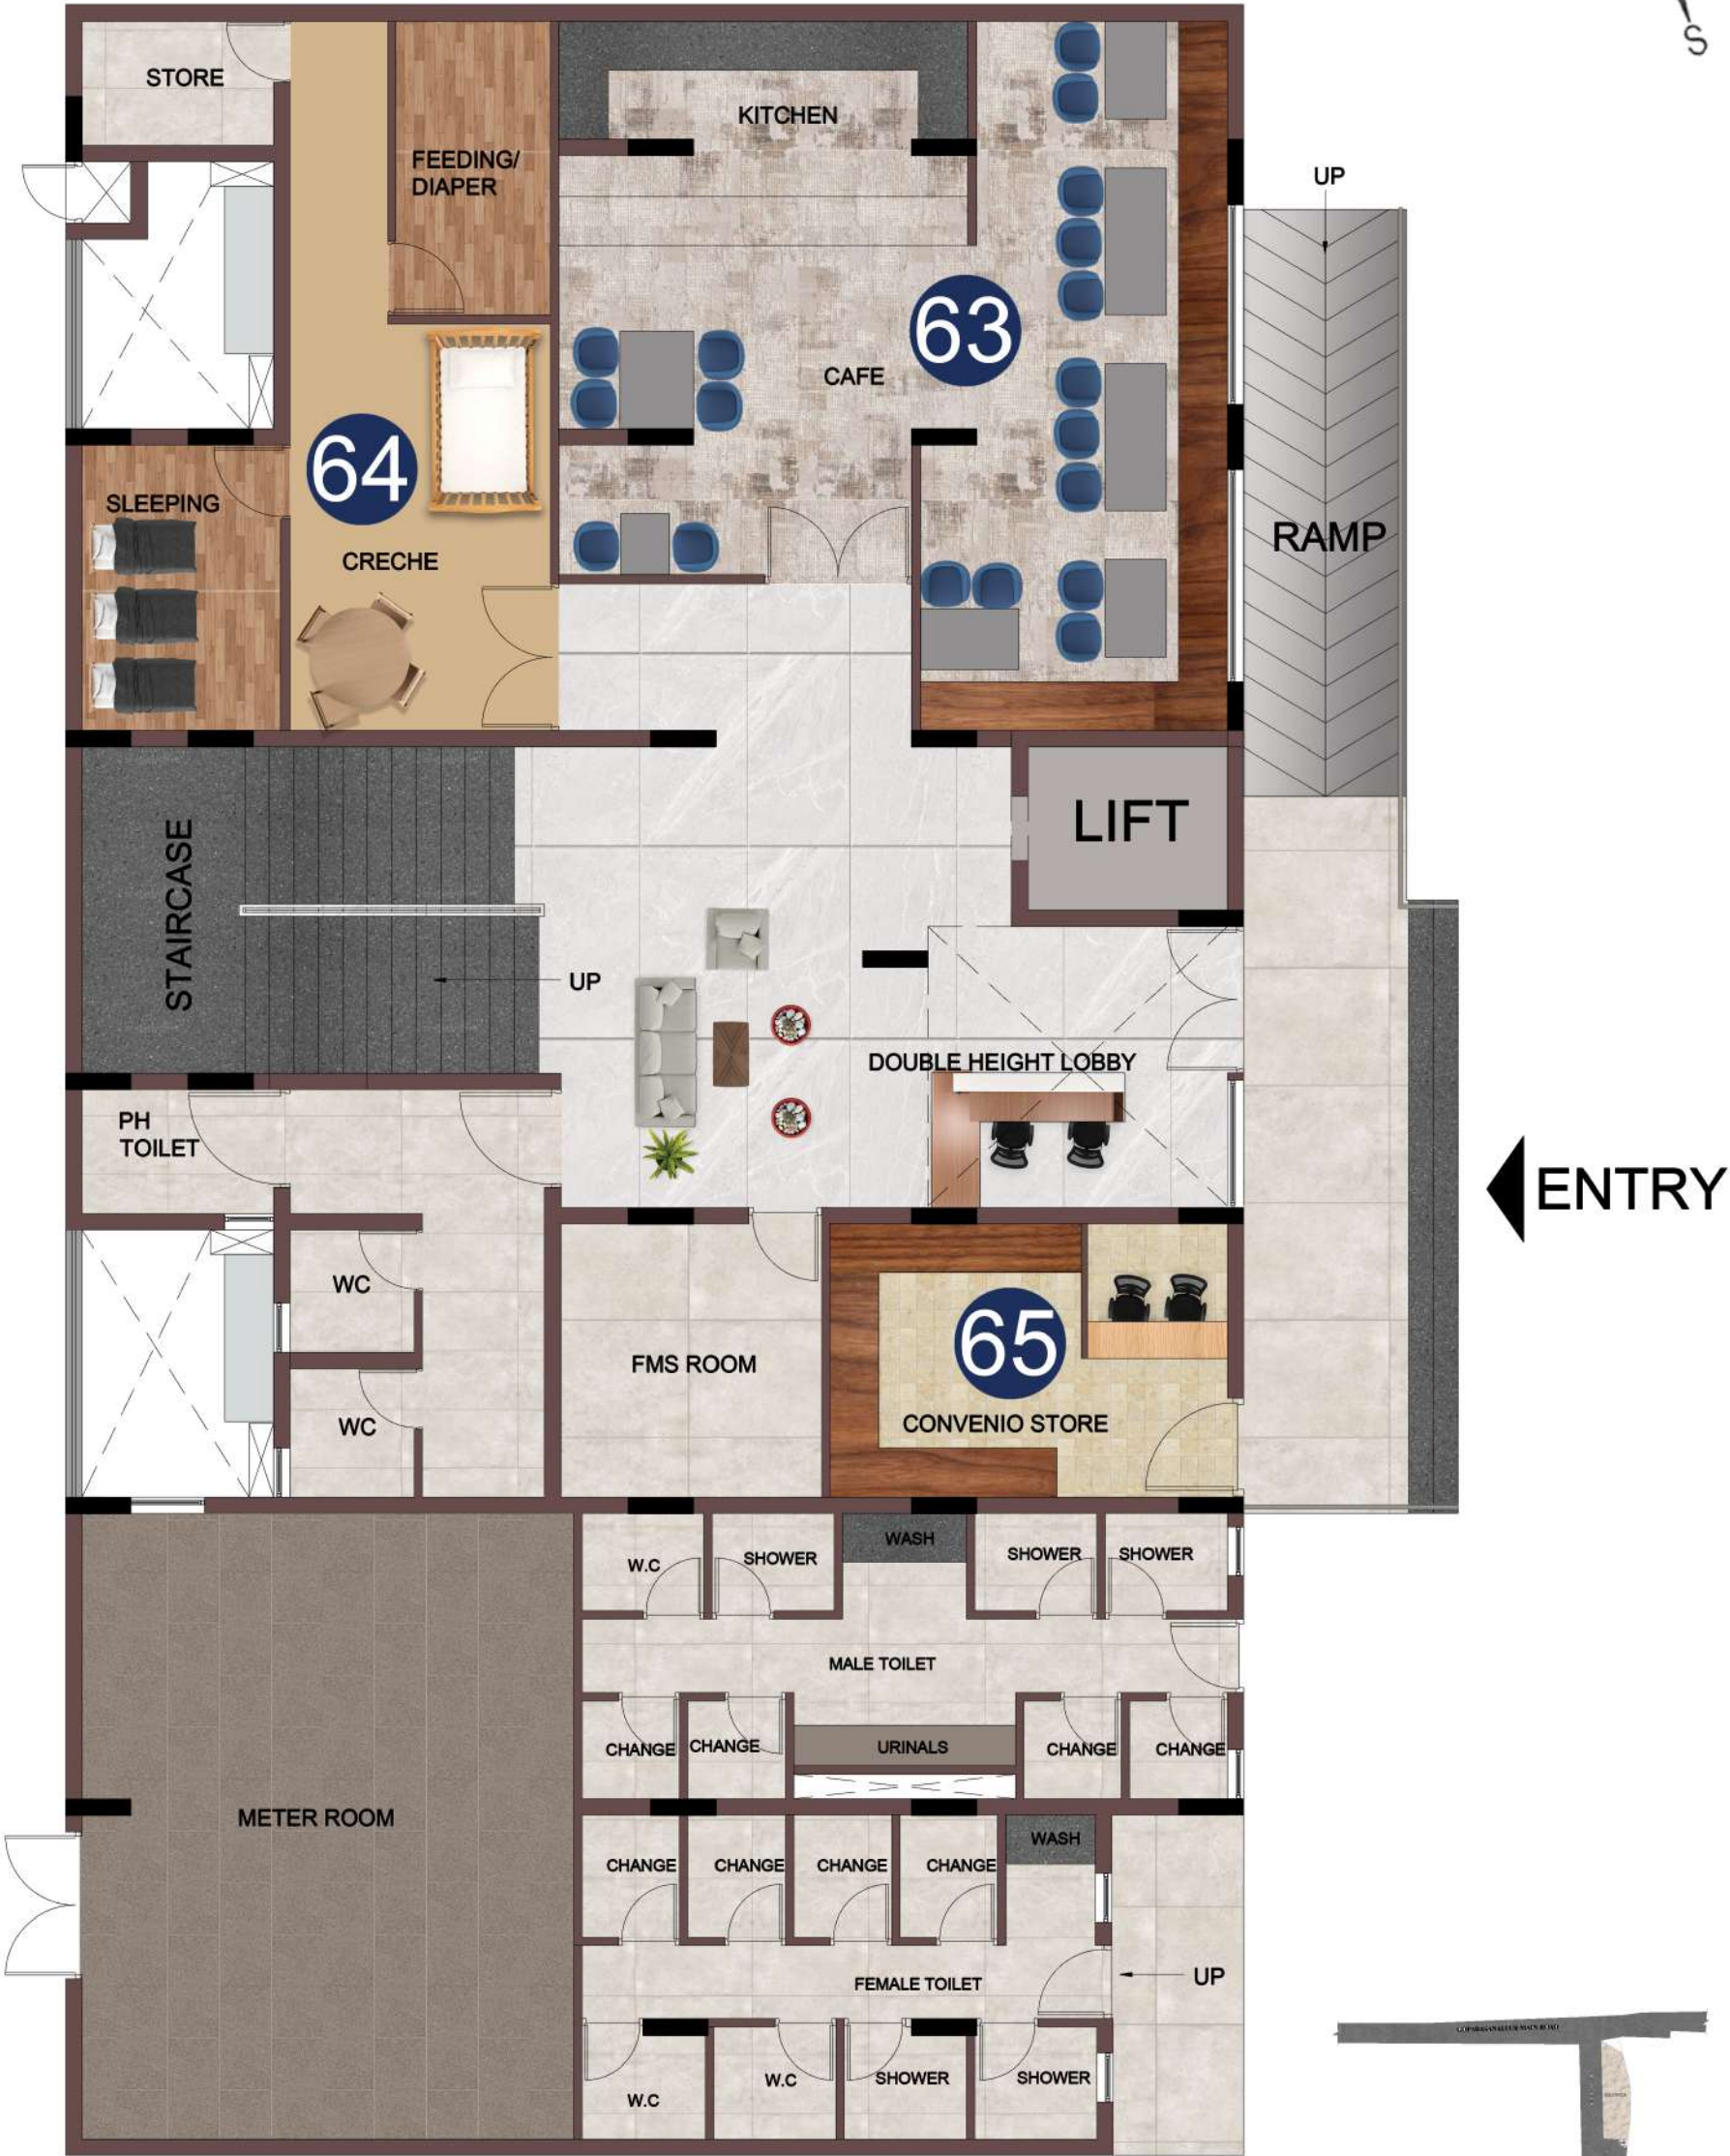 S
STORE
KITCHEN
FEEDING/
DIAPER
UP
63
CAFE
64
SLEEPING
CRECHE
RAMP
LIFT
STAIRCASE
UP
DOUBLE HEIGHT LOBBY
PH
TOILET
ENTRY
WC
FMS ROOM
65
WC
CONVENIO STORE
W.C
SHOWER
WASH
SHOWER
SHOWER
MALE TOILET
CHANGE
CHANGE
URINALS
CHANGE
CHANGE
METER ROOM
CHANGE
CHANGE
CHANGE
CHANGE
WASH
FEMALE TOILET
UP
W.C
W.C
SHOWER
SHOWER